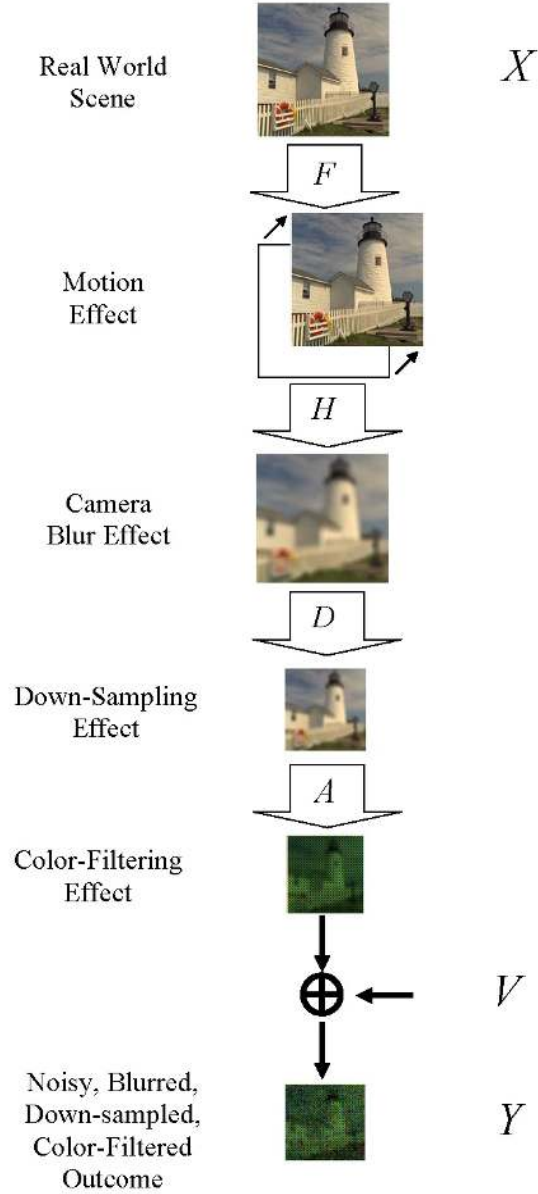 Real World
Scene
X
F
Motion
Effect
H
Camera
Blur Effect
D
Down-Sampling
Effect
A
Color-Filtering
Effect
V
Noisy, Blurred,
Down-sampled,
Color-Filtered
Outcome
Y